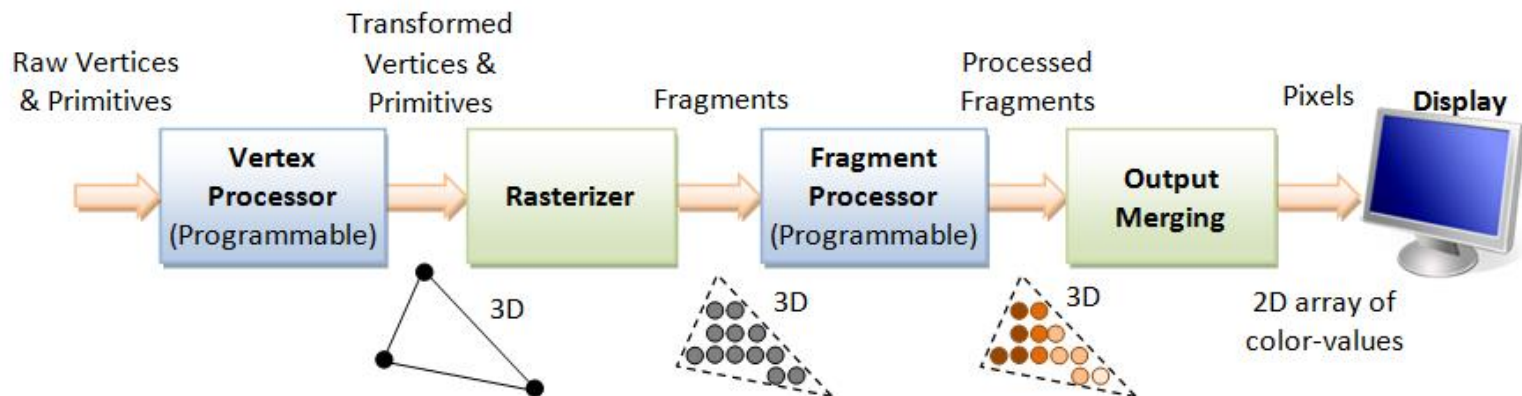 Raw Vertices
& Primitives
Transformed
Vertices &
Primitives
Fragments
Processed
Fragments
Pixels
Display
Vertex
Processor
(Programmable)
Rasterizer
Fragment
Processor
(Programmable)
Output
Merging
3D
3D
3D
2D array of
color-values